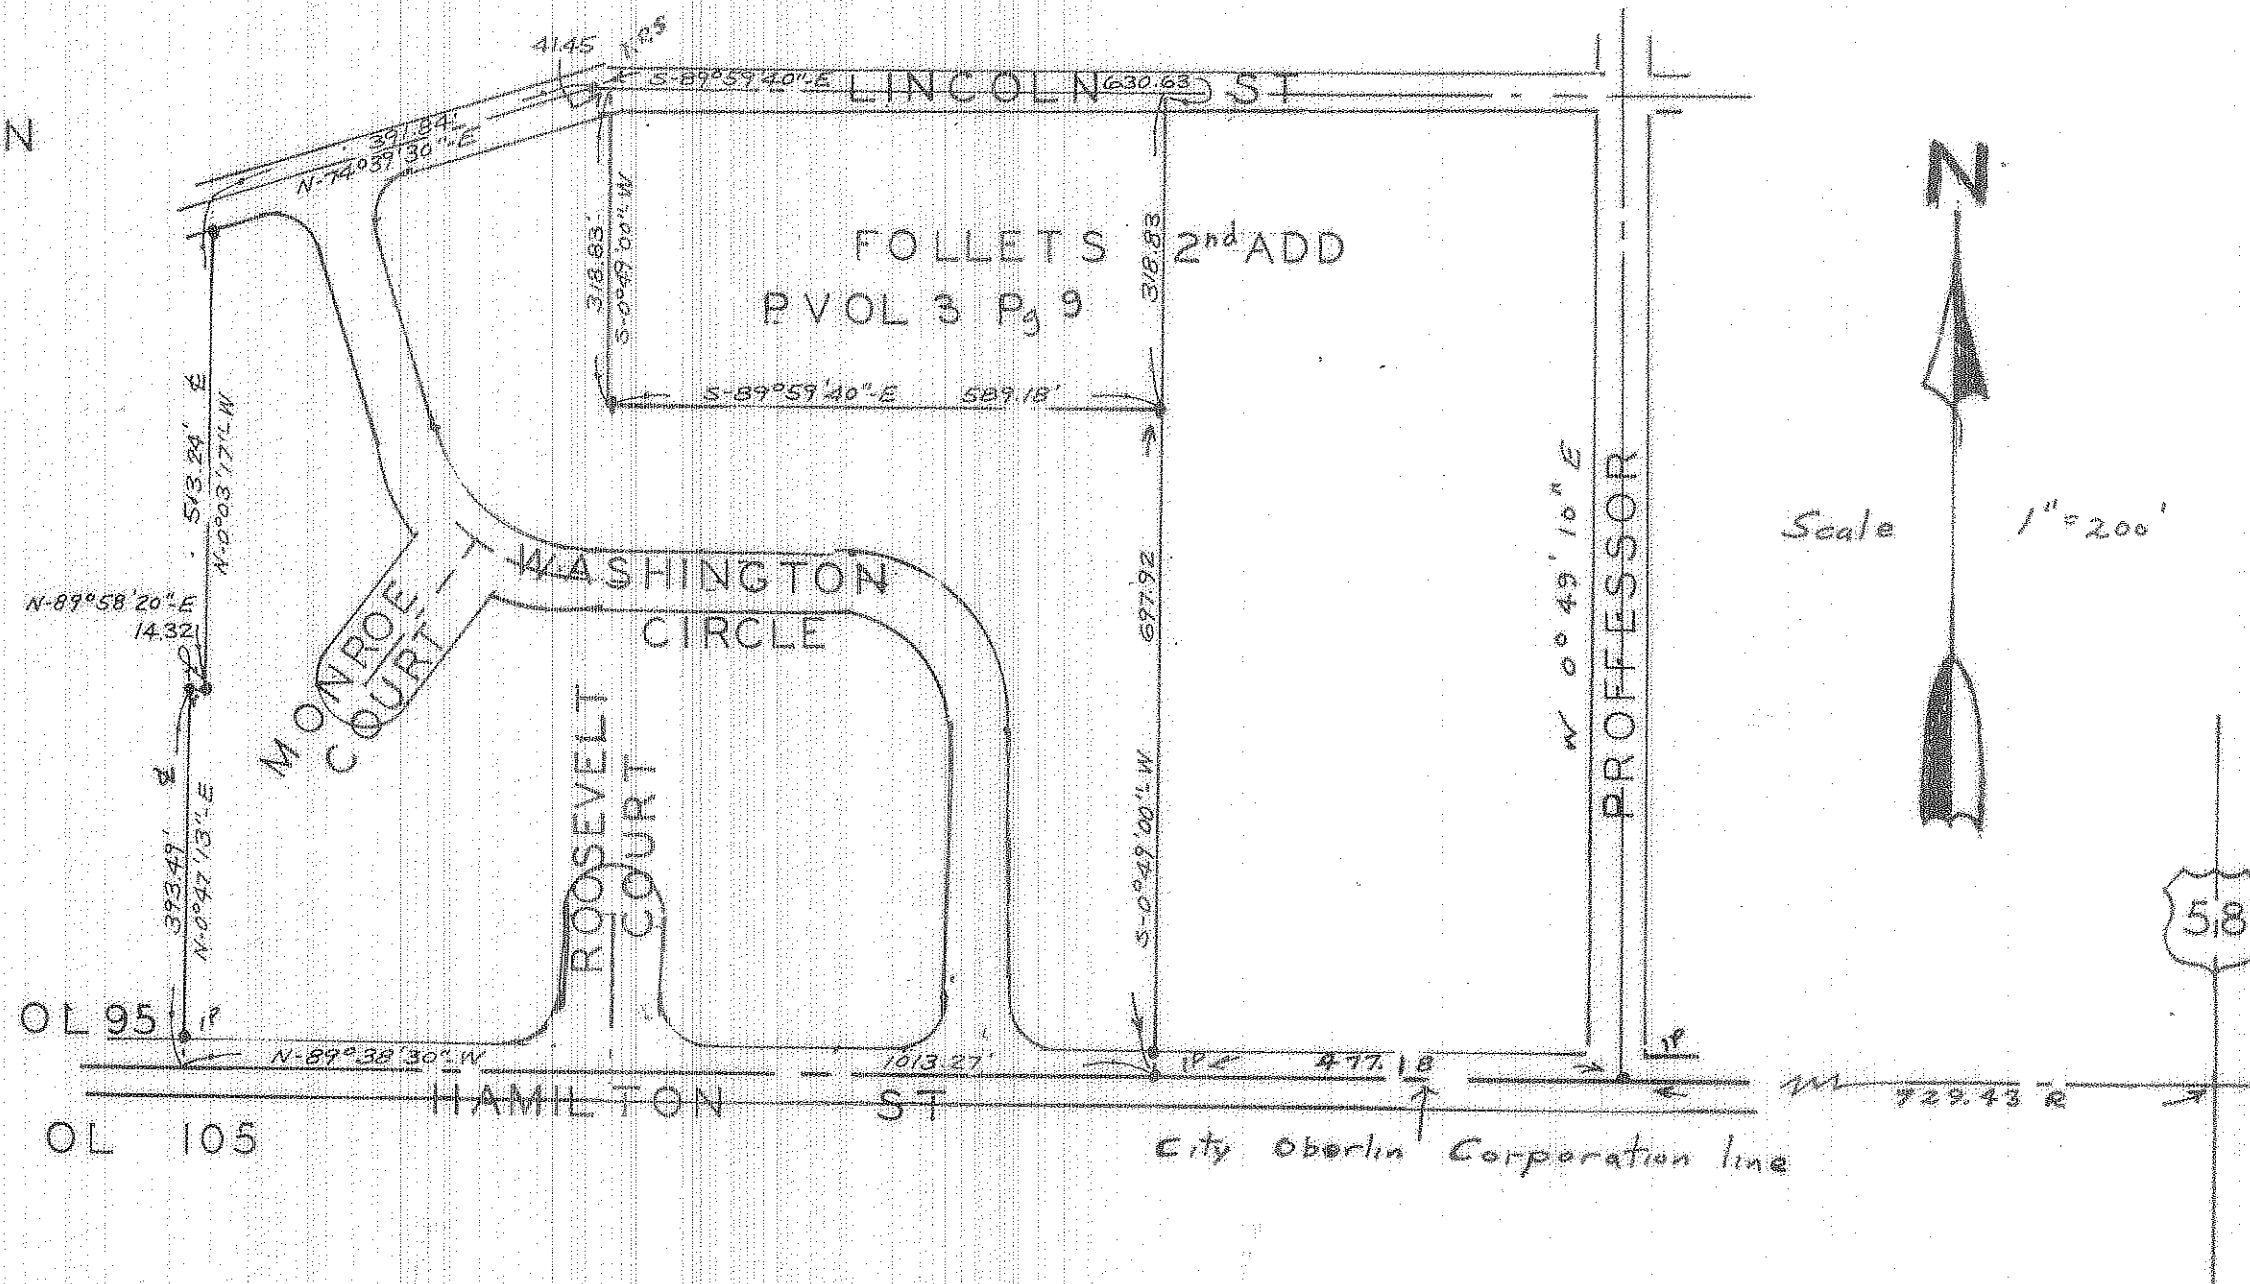 41.45
S-89°59'40"-E LINCOLN 630.63 ST
N
391.84'
N-74°39'30"-E
N
318.83'
S-0°49'00"-W
318.83
FOLLETS 2nd ADD
P VOL 3 Pg 9
S-89°59'40"-E 589.18'
513.24' ⅊
N-0°03'17"-W
N-89°58'20"-E
14.32
IP
MONROE
COURT
WASHINGTON
CIRCLE
697.92
S-0°49'00"-W
W 0° 49' 10" E
PROFFESSOR
Scale 1" = 200'
ROOSEVELT
COURT
393.49'
N-0°47'13"-E
58
OL 95 IP
N-89°38'30"-W 1013.27' IP 477.18 IP
729.43 R
HAMILTON ST
OL 105
City Oberlin Corporation line